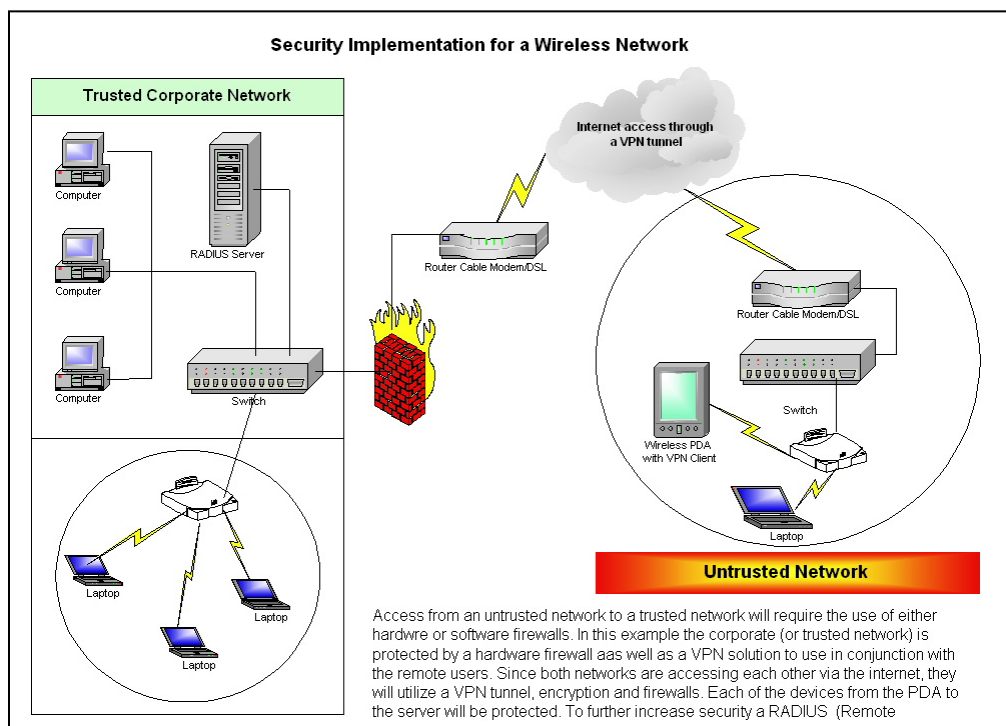 Security Implementation for a Wireless Network
Trusted Corporate Network
Computer
RADIUS Server
Computer
Computer
Switch
Laptop
Laptop
Laptop
Router Cable Modem/DSL
Internet access through
a VPN tunnel
Router Cable Modem/DSL
Switch
Wireless PDA
with VPN Client
Laptop
Untrusted Network
Access from an untrusted network to a trusted network will require the use of either
hardwre or software firewalls. In this example the corporate (or trusted network) is
protected by a hardware firewall aas well as a VPN solution to use in conjunction with
the remote users. Since both networks are accessing each other via the internet, they
will utilize a VPN tunnel, encryption and firewalls. Each of the devices from the PDA to
the server will be protected. To further increase security a RADIUS (Remote